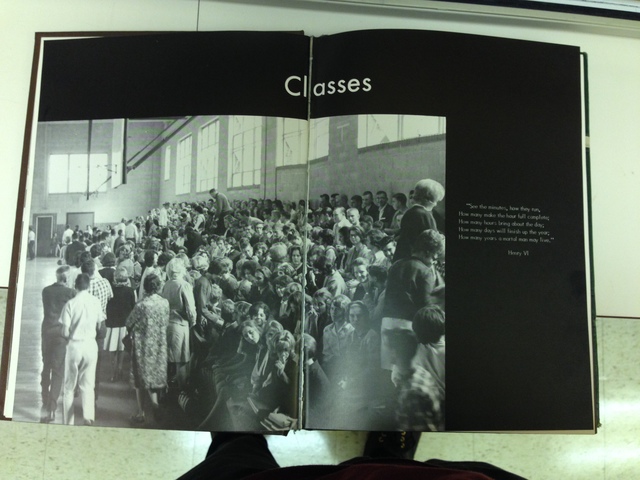 Classes
"See the minutes, how they run,
How many make the hour full complete;
How many hours bring about the day;
How many days will finish up the year;
How many years a mortal man may live."
Henry VI